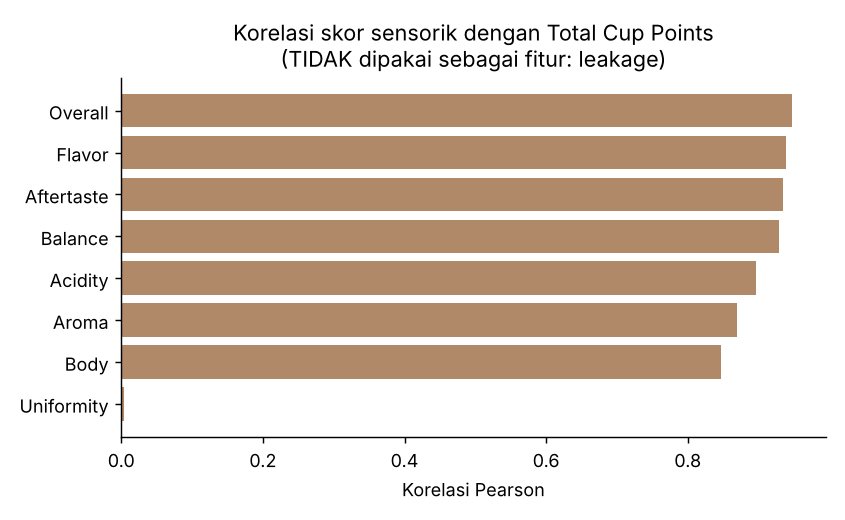 Korelasi skor sensorik dengan Total Cup Points
(TIDAK dipakai sebagai fitur: leakage)
Overall
Flavor
Aftertaste
Balance
Acidity
Aroma
Body
Uniformity
0.0 0.2 0.4 0.6 0.8
Korelasi Pearson